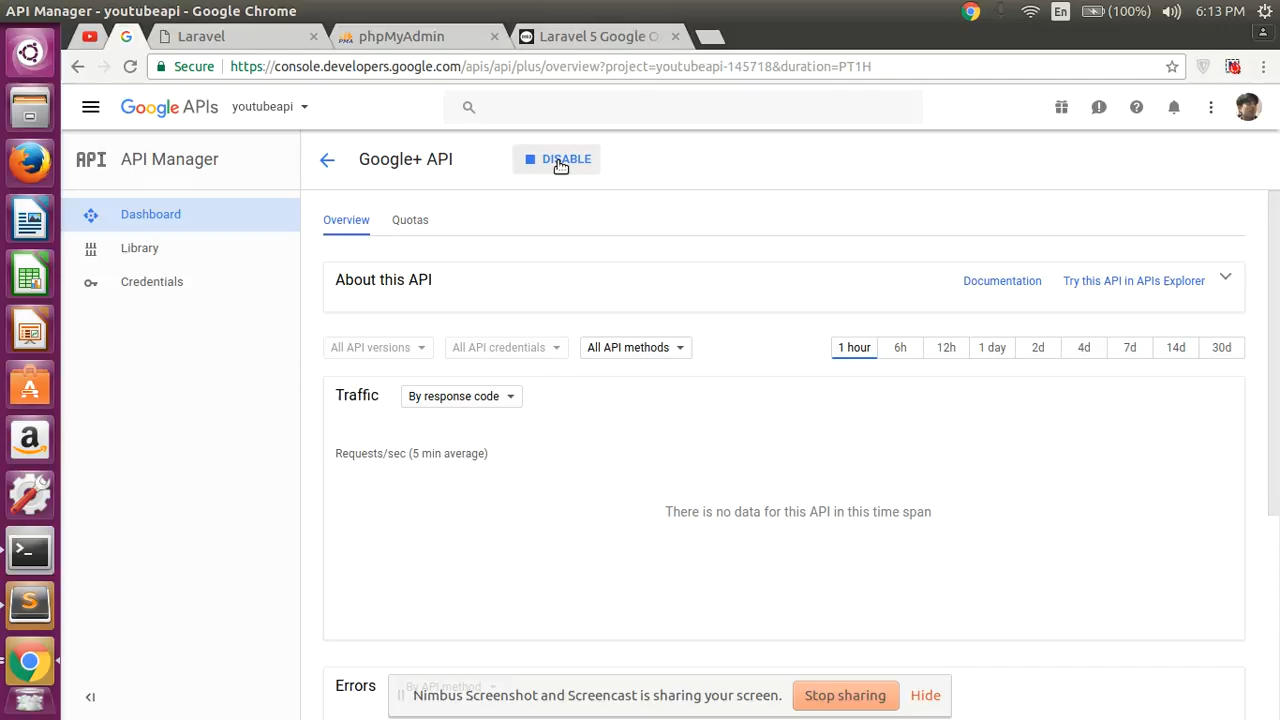 API Manager - youtubeapi - Google Chrome
En
(100%)
6:13 PM
Laravel
phpMyAdmin
Laravel 5 Google O
Secure
https://console.developers.google.com/apis/api/plus/overview?project=youtubeapi-145718&duration=PT1H
Google APIs
youtubeapi
API
API Manager
Google+ API
DISABLE
Dashboard
Library
Credentials
Overview
Quotas
About this API
Documentation
Try this API in APIs Explorer
All API versions
All API credentials
All API methods
1 hour
6h
12h
1 day
2d
4d
7d
14d
30d
Traffic
By response code
Requests/sec (5 min average)
There is no data for this API in this time span
Errors
By API method
Nimbus Screenshot and Screencast is sharing your screen.
Stop sharing
Hide